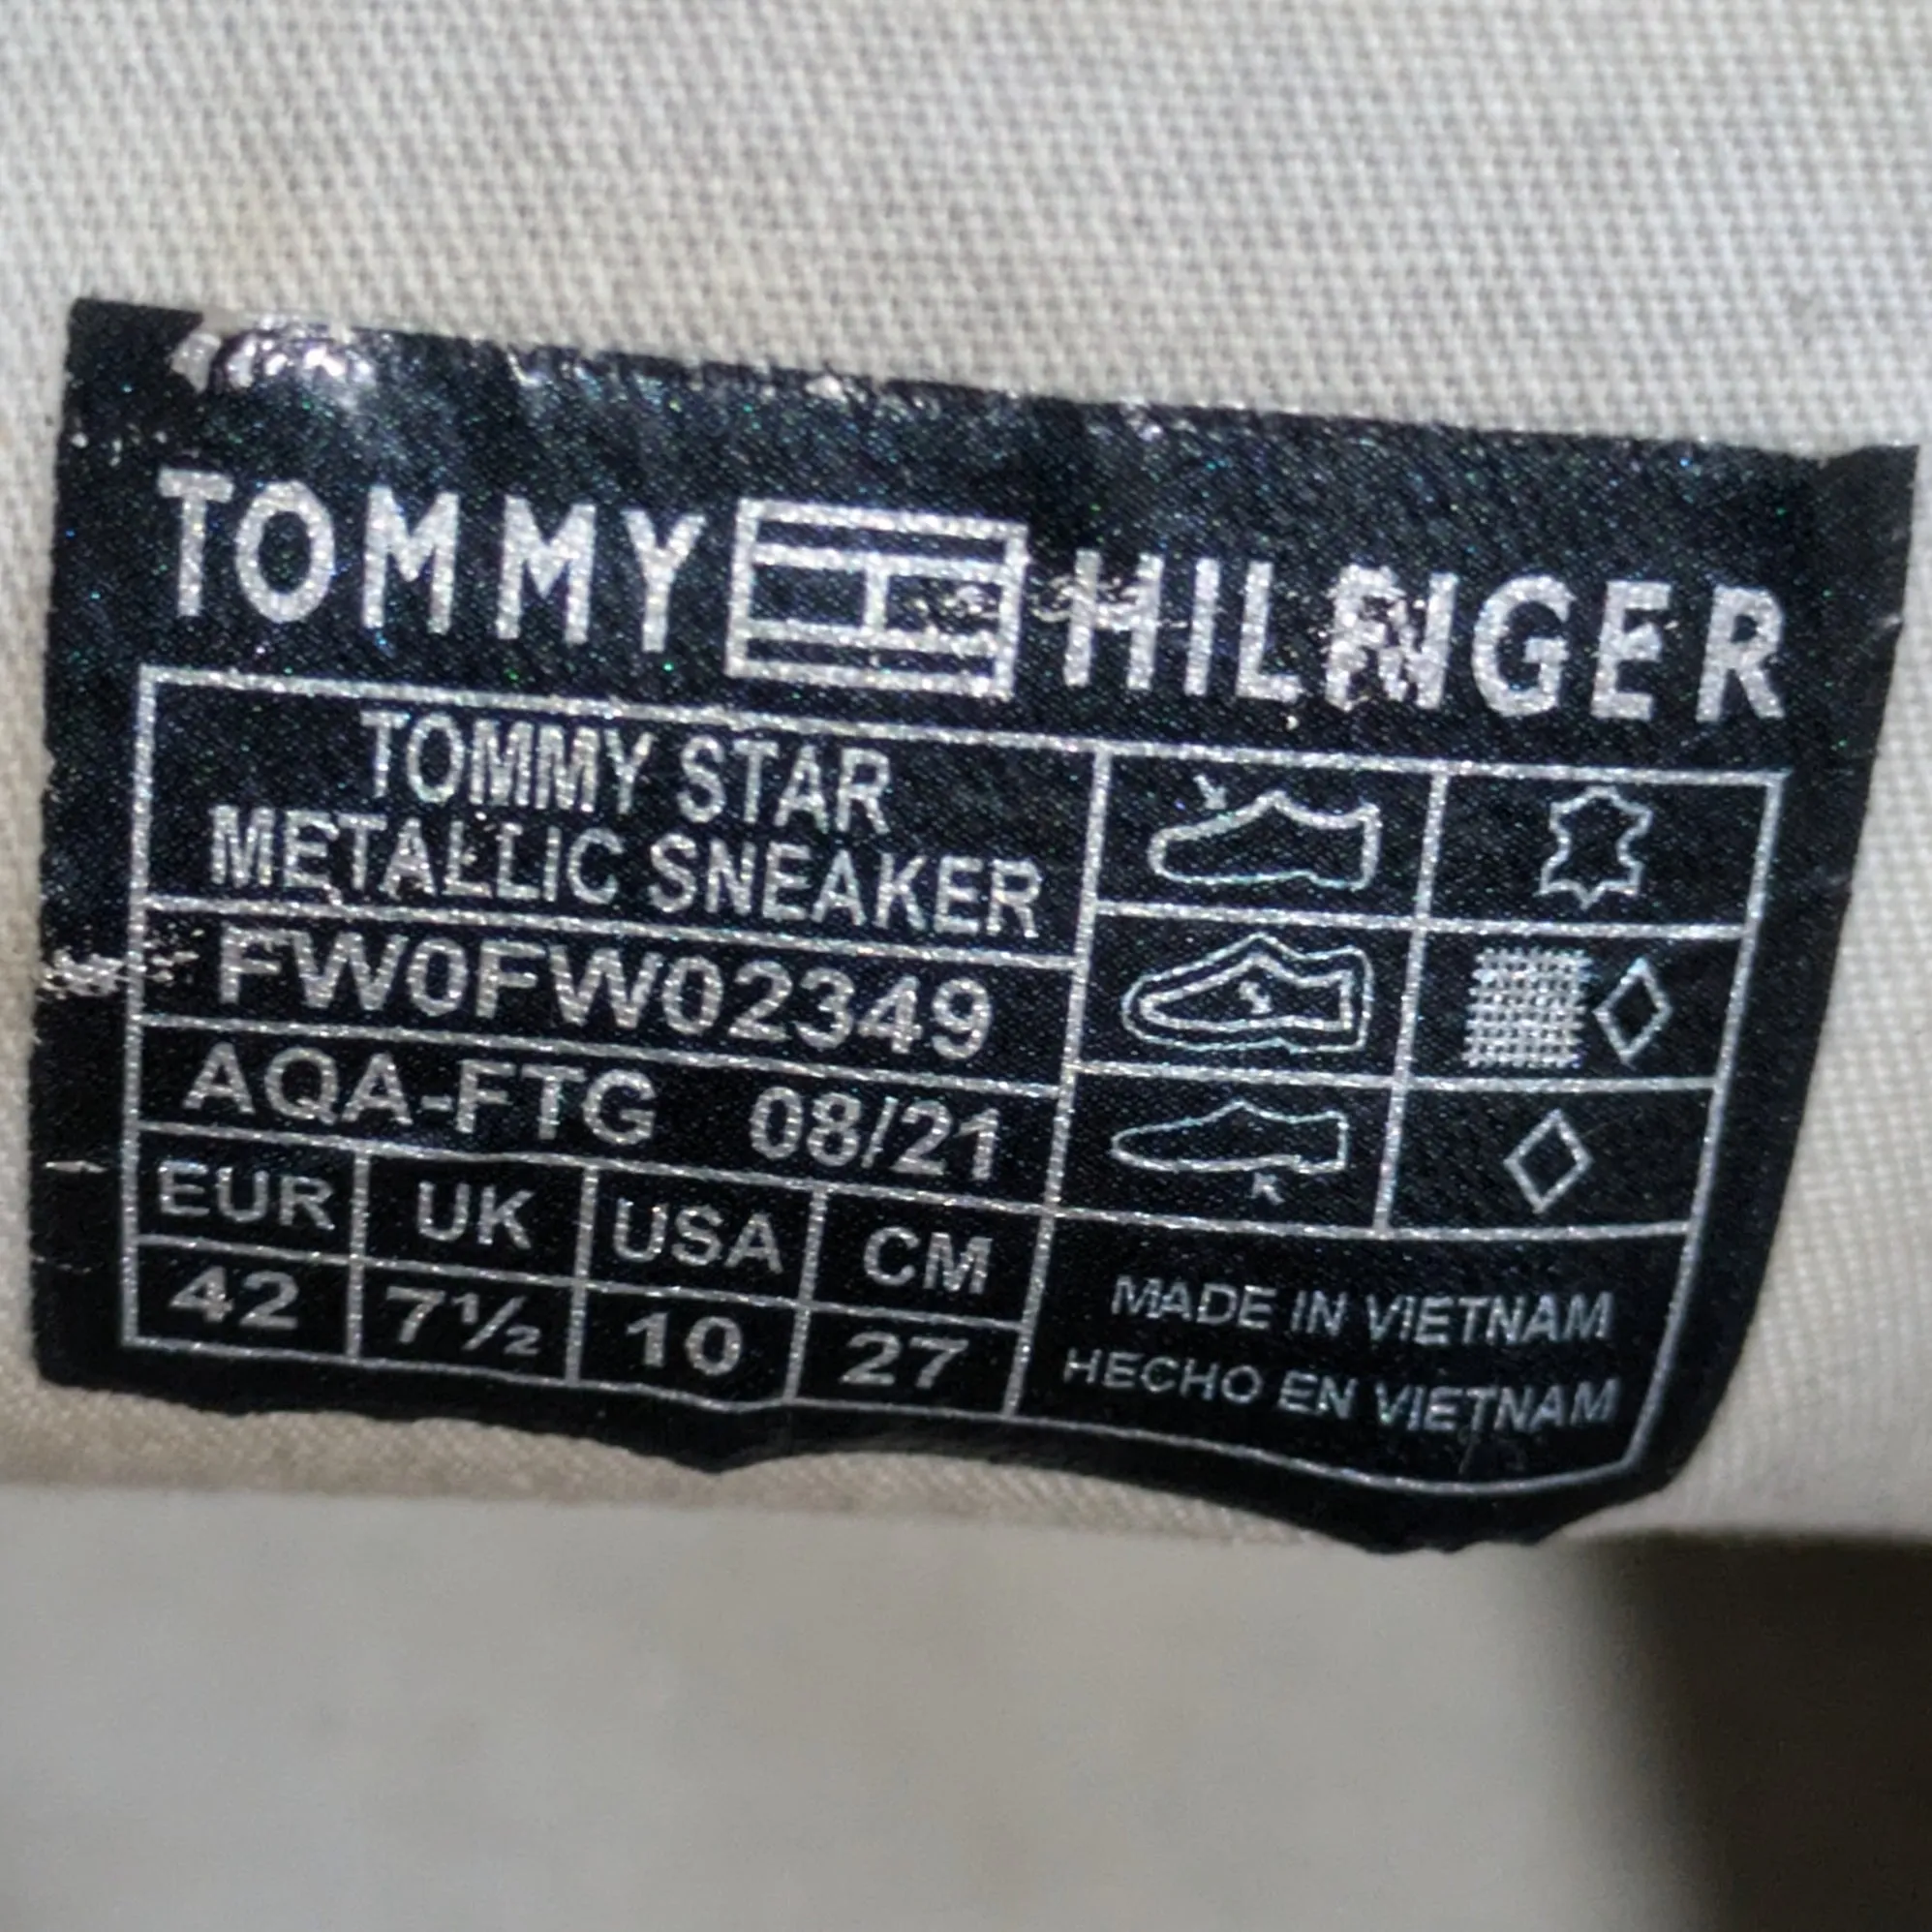 TOMMY HILFIGER
TOMMY STAR
METALLIC SNEAKER
FW0FW02349
AQA-FTG 08/21
EUR UK USA CM
42 7½ 10 27
MADE IN VIETNAM
HECHO EN VIETNAM